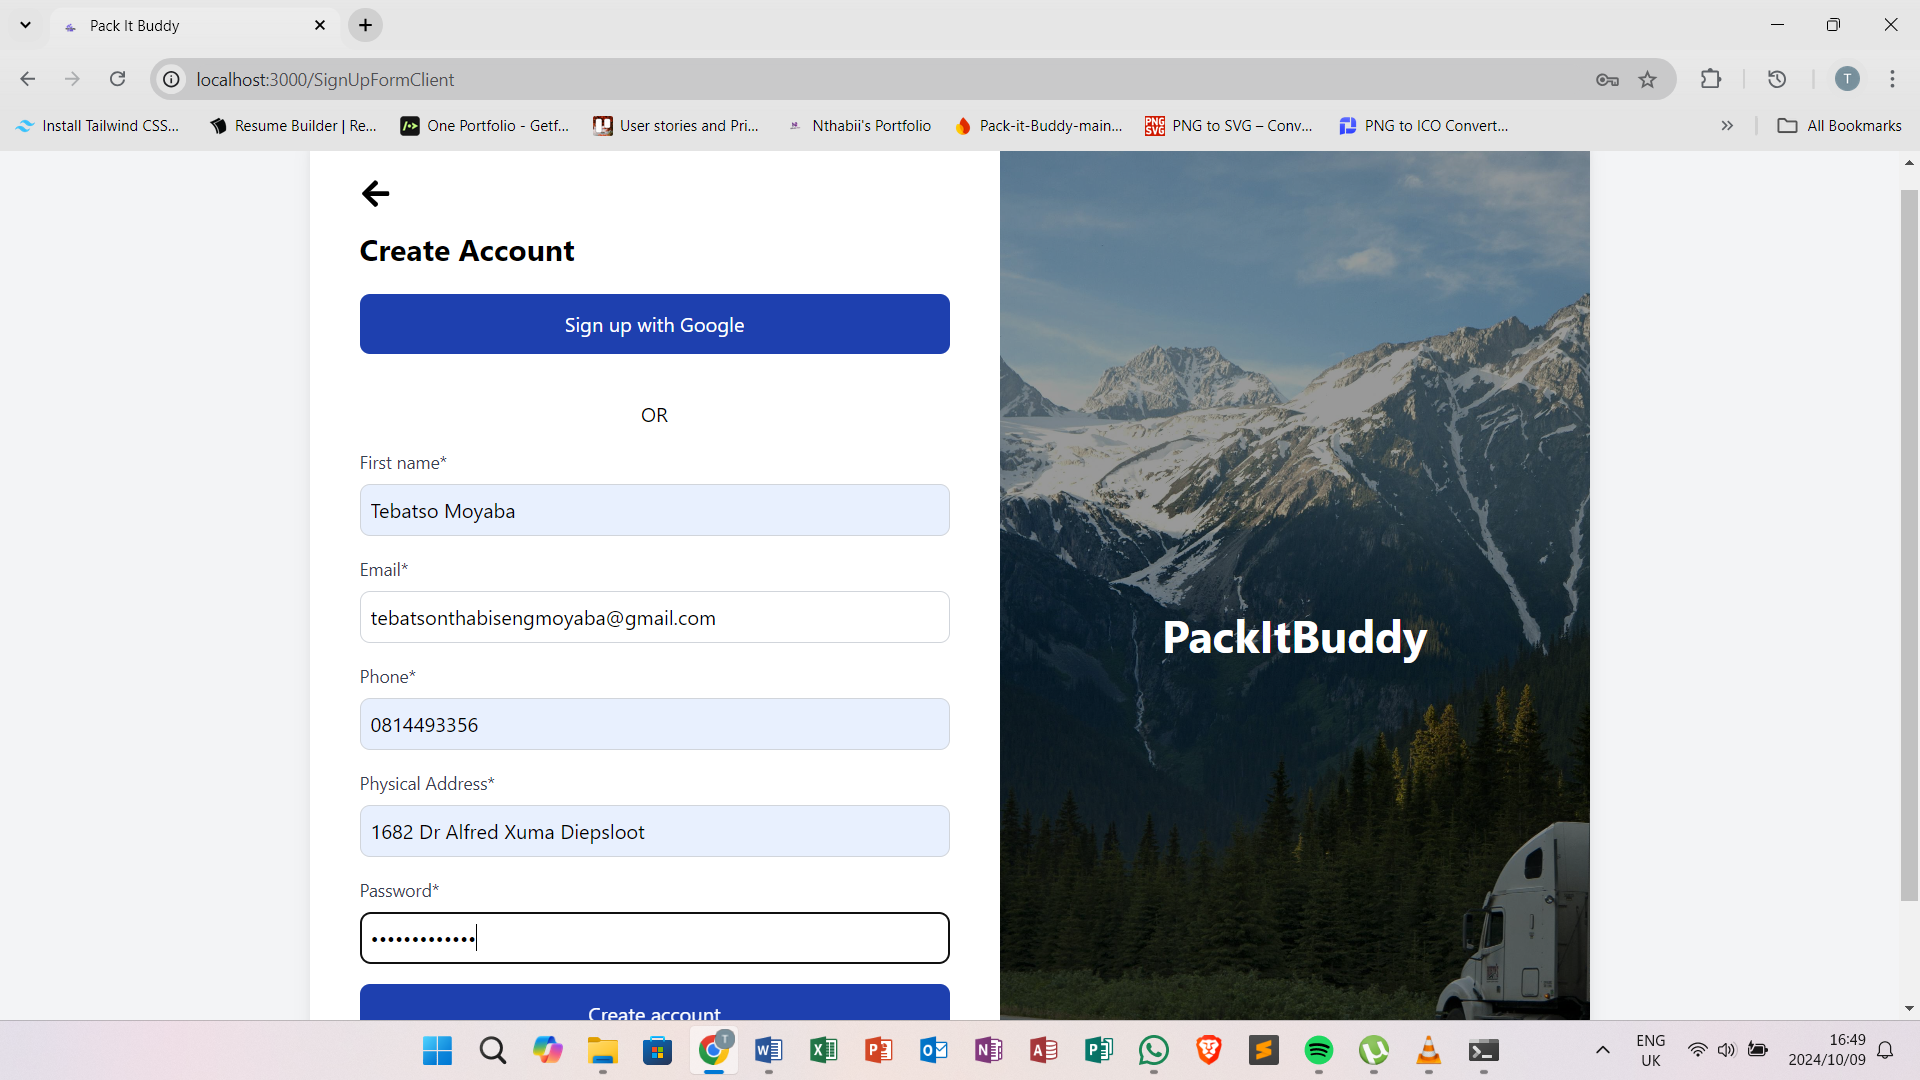 Pack It Buddy
localhost:3000/SignUpFormClient
T
Install Tailwind CSS...
Resume Builder | Re...
One Portfolio - Getf...
User stories and Pri...
Nthabii's Portfolio
Pack-it-Buddy-main...
PNG to SVG – Conv...
PNG to ICO Convert...
All Bookmarks
Create Account
Sign up with Google
OR
First name*
Tebatso Moyaba
Email*
tebatsonthabisengmoyaba@gmail.com
Phone*
0814493356
Physical Address*
1682 Dr Alfred Xuma Diepsloot
Password*
•••••••••••••
Create account
PackItBuddy
ENG
UK
16:49
2024/10/09